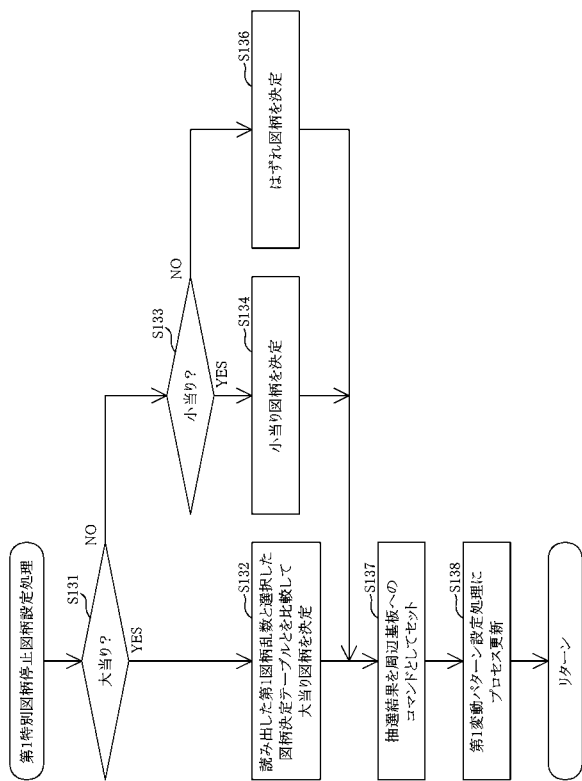 第1特別図柄停止図柄設定処理
S131
大当り?
NO
YES
S133
小当り?
NO
YES
S132
読み出した第1図柄乱数と選択した
図柄決定テーブルとを比較して
大当り図柄を決定
S134
小当り図柄を決定
S136
はずれ図柄を決定
S137
抽選結果を周辺基板への
コマンドとしてセット
S138
第1変動パターン設定処理に
プロセス更新
リターン